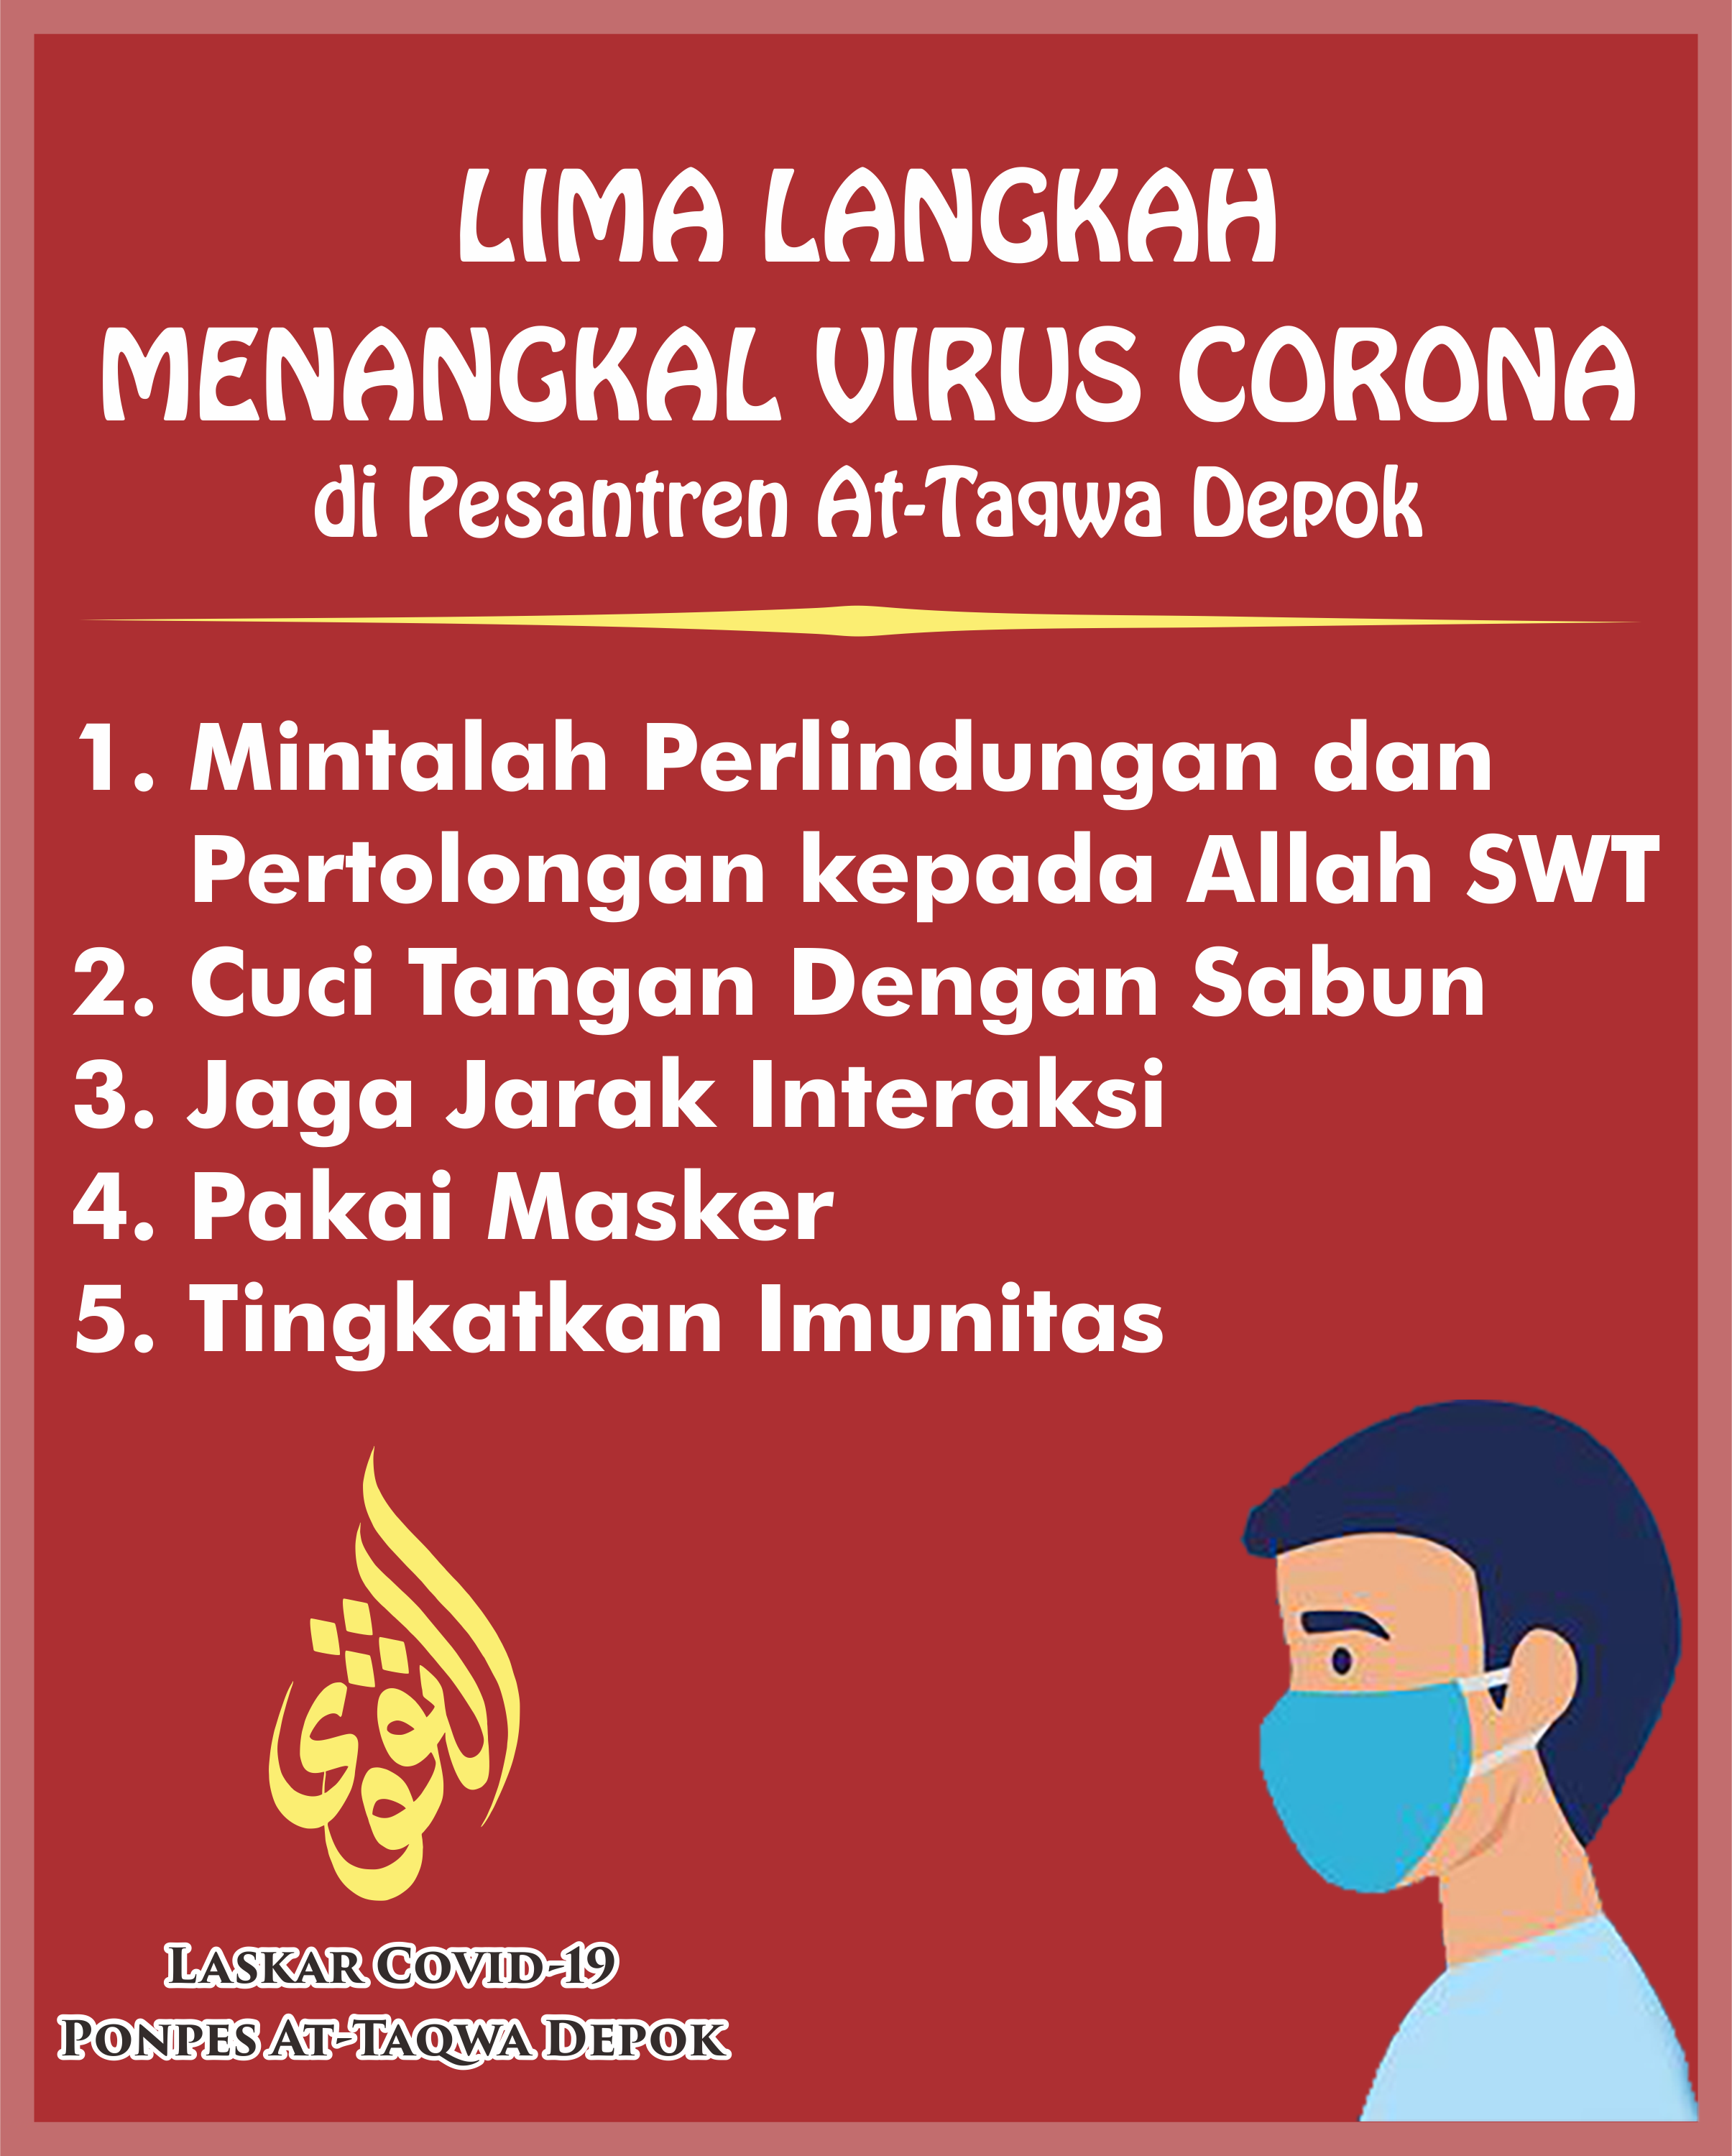 LIMA LANGKAH
MENANGKAL VIRUS CORONA
di Pesantren At-Taqwa Depok
1. Mintalah Perlindungan dan
Pertolongan kepada Allah SWT
2. Cuci Tangan Dengan Sabun
3. Jaga Jarak Interaksi
4. Pakai Masker
5. Tingkatkan Imunitas
التقوى
LASKAR COVID-19
PONPES AT-TAQWA DEPOK